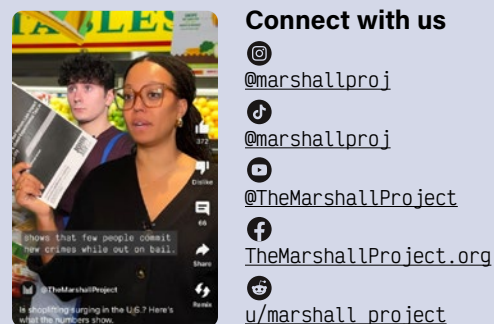 TABLES
372
Dislike
66
shows that few people commit
new crimes while out on bail.
Share
@TheMarshallProject
Remix
Is shoplifting surging in the U.S.? Here's
what the numbers show.
Connect with us
@marshallproj
@marshallproj
@TheMarshallProject
TheMarshallProject.org
u/marshall_project